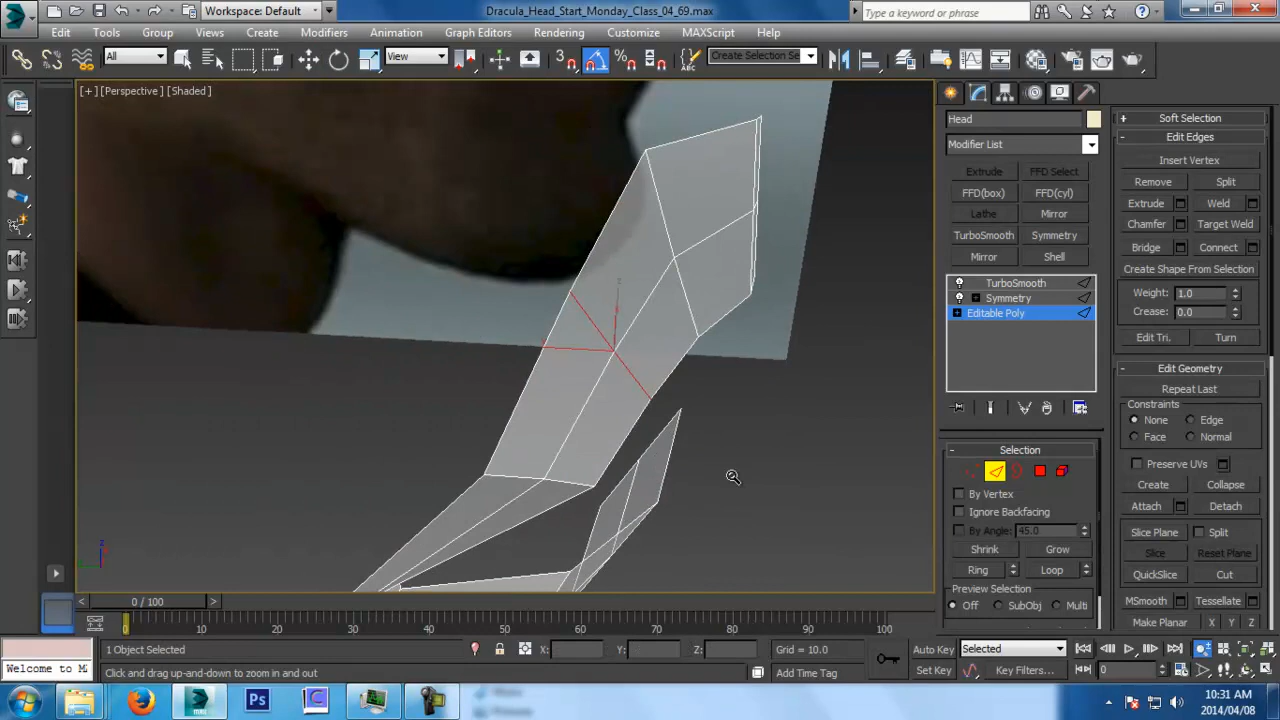 Workspace: Default
Dracula_Head_Start_Monday_Class_04_69.max
Type a keyword or phrase
Edit Tools Group Views Create Modifiers Animation Graph Editors Rendering Customize MAXScript Help
All
View
3
Create Selection Se
[+] [Perspective] [Shaded]
Head
Modifier List
Extrude FFD Select
FFD(box) FFD(cyl)
Lathe Mirror
TurboSmooth Symmetry
Mirror Shell
TurboSmooth
Symmetry
Editable Poly
Selection
By Vertex
Ignore Backfacing
By Angle: 45.0
Shrink Grow
Ring Loop
Preview Selection
Off SubObj Multi
Soft Selection
Edit Edges
Insert Vertex
Remove Split
Extrude Weld
Chamfer Target Weld
Bridge Connect
Create Shape From Selection
Weight: 1.0
Crease: 0.0
Edit Tri. Turn
Edit Geometry
Repeat Last
Constraints
None Edge
Face Normal
Preserve UVs
Create Collapse
Attach Detach
Slice Plane Split
Slice Reset Plane
QuickSlice Cut
MSmooth Tessellate
Make Planar X Y Z
z
0 / 100
0 10 20 30 40 50 60 70 80 90 100
1 Object Selected
X: Y: Z:
Grid = 10.0
Auto Key Selected
Welcome to M
Click and drag up-and-down to zoom in and out
Add Time Tag
Set Key Key Filters...
0
Ps
10:31 AM
2014/04/08